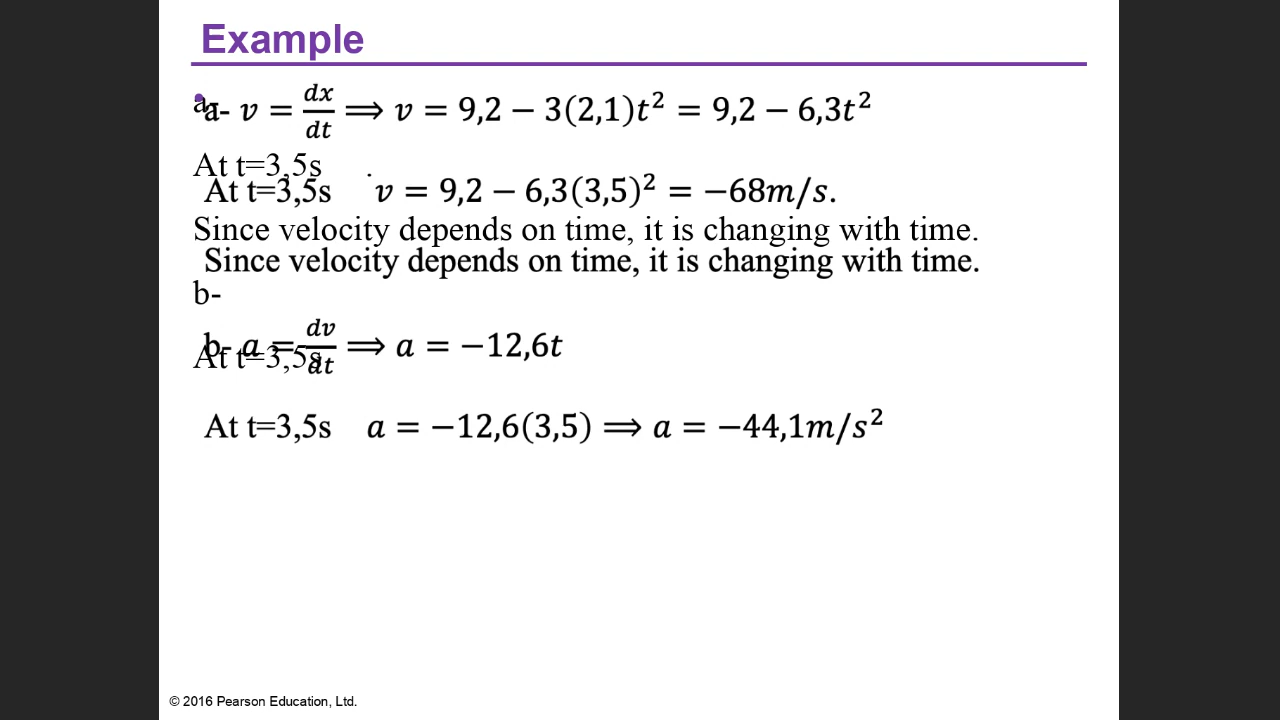 Example
a-
a- v = dx/dt ⟹ v = 9,2 − 3(2,1)t² = 9,2 − 6,3t²
At t=3,5s .
At t=3,5s v = 9,2 − 6,3(3,5)² = −68m/s.
Since velocity depends on time, it is changing with time.
Since velocity depends on time, it is changing with time.
b-
b- a = dv/dt ⟹ a = −12,6t
At t=3,5s
At t=3,5s a = −12,6(3,5) ⟹ a = −44,1m/s²
© 2016 Pearson Education, Ltd.